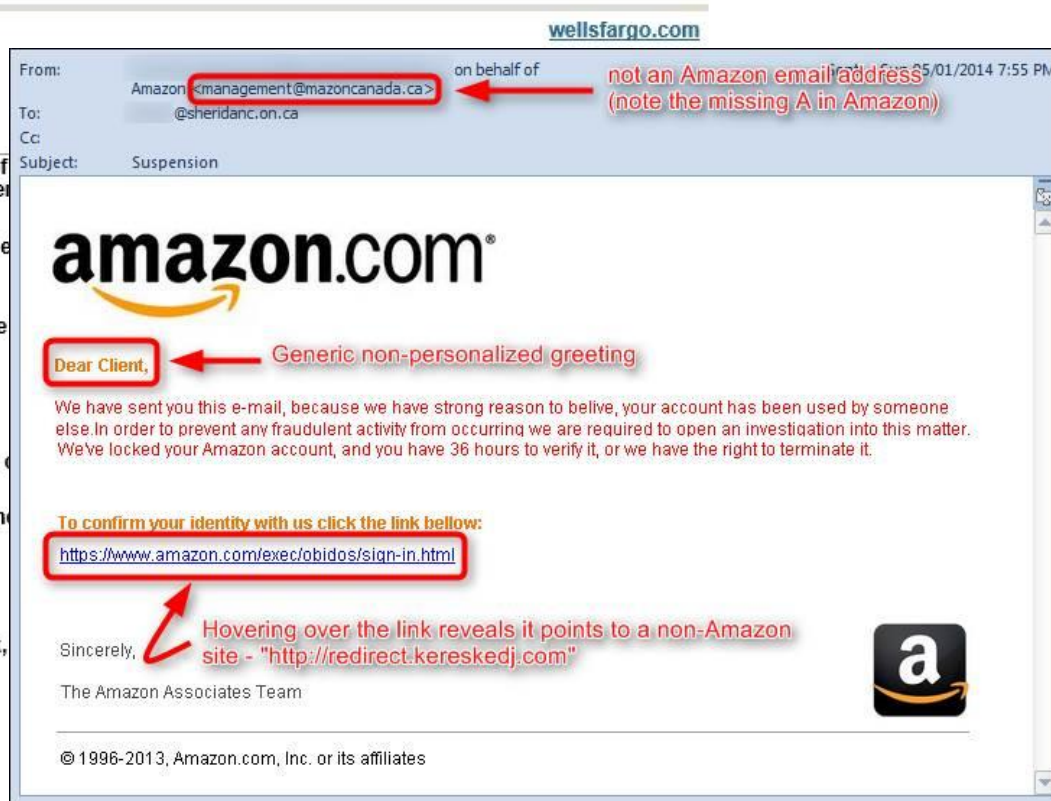 wellsfargo.com
From: on behalf of
Amazon <management@mazoncanada.ca>
Sun 05/01/2014 7:55 PM
not an Amazon email address
(note the missing A in Amazon)
To: @sheridanc.on.ca
Cc:
Subject: Suspension
amazon.com®
Dear Client,
Generic non-personalized greeting
We have sent you this e-mail, because we have strong reason to belive, your account has been used by someone
else.In order to prevent any fraudulent activity from occurring we are required to open an investigation into this matter.
We've locked your Amazon account, and you have 36 hours to verify it, or we have the right to terminate it.
To confirm your identity with us click the link bellow:
https://www.amazon.com/exec/obidos/sign-in.html
Hovering over the link reveals it points to a non-Amazon
site - "http://redirect.kereskedj.com"
Sincerely,
The Amazon Associates Team
a
© 1996-2013, Amazon.com, Inc. or its affiliates